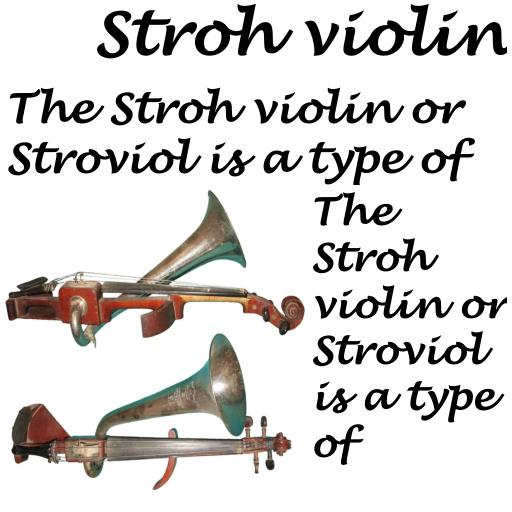 Stroh violin
The Stroh violin or
Stroviol is a type of
The
Stroh
violin or
Stroviol
is a type
of